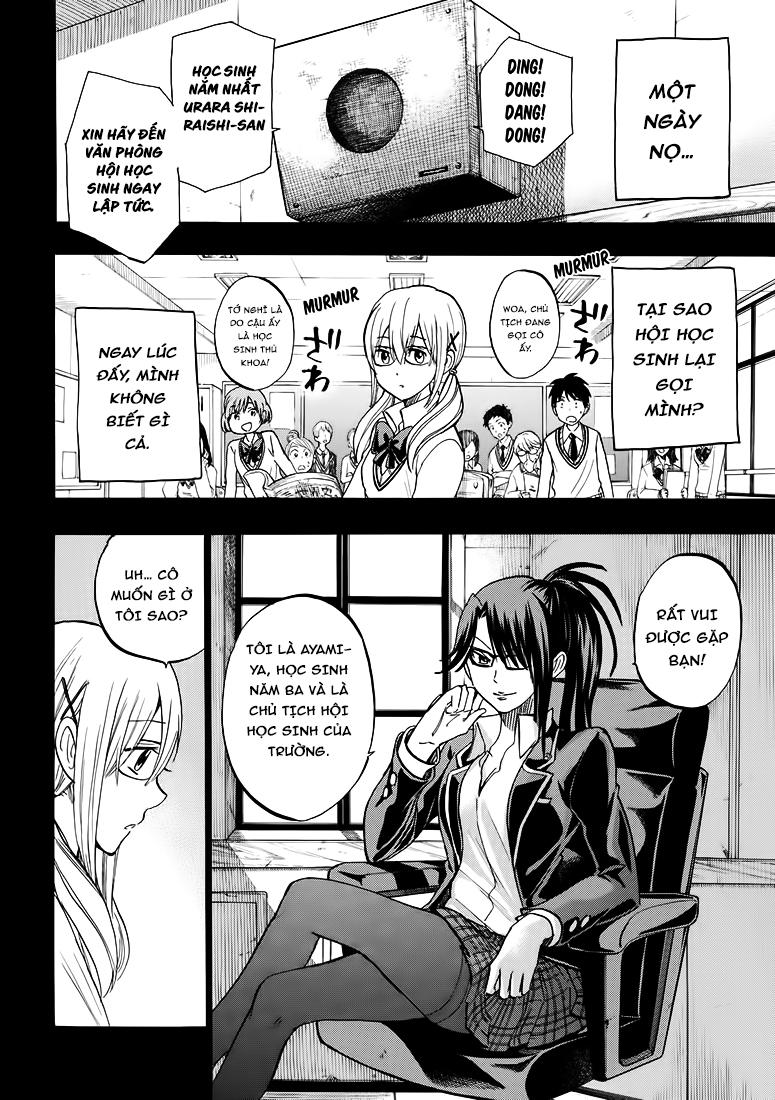 MỘT
NGÀY
NỌ...
DING!
DONG!
DANG!
DONG!
HỌC SINH
NĂM NHẤT
URARA SHI-
RAISHI-SAN
XIN HÃY ĐẾN
VĂN PHÒNG
HỘI HỌC
SINH NGAY
LẬP TỨC.
TẠI SAO
HỘI HỌC
SINH LẠI
GỌI
MÌNH?
MURMUR
ざわ
WOA, CHỦ
TỊCH ĐANG
GỌI CÔ
ẤY.
MURMUR
ざわ
TỚ NGHĨ LÀ
DO CẬU ẤY
LÀ HỌC
SINH THỦ
KHOA!
NGAY LÚC
ĐẤY, MÌNH
KHÔNG
BIẾT GÌ
CẢ.
RẤT VUI
ĐƯỢC GẶP
BẠN!
TÔI LÀ AYAMI-
YA, HỌC SINH
NĂM BA VÀ LÀ
CHỦ TỊCH HỘI
HỌC SINH CỦA
TRƯỜNG.
UH... CÔ
MUỐN GÌ Ở
TÔI SAO?